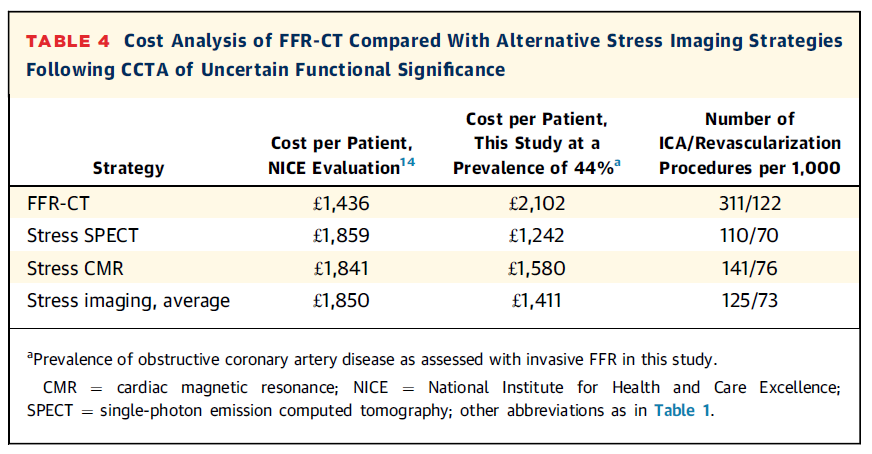 TABLE 4 Cost Analysis of FFR-CT Compared With Alternative Stress Imaging Strategies
Following CCTA of Uncertain Functional Significance
Strategy Cost per Patient, NICE Evaluation14 Cost per Patient, This Study at a Prevalence of 44%a Number of ICA/Revascularization Procedures per 1,000
FFR-CT £1,436 £2,102 311/122
Stress SPECT £1,859 £1,242 110/70
Stress CMR £1,841 £1,580 141/76
Stress imaging, average £1,850 £1,411 125/73
aPrevalence of obstructive coronary artery disease as assessed with invasive FFR in this study.
CMR = cardiac magnetic resonance; NICE = National Institute for Health and Care Excellence;
SPECT = single-photon emission computed tomography; other abbreviations as in Table 1.